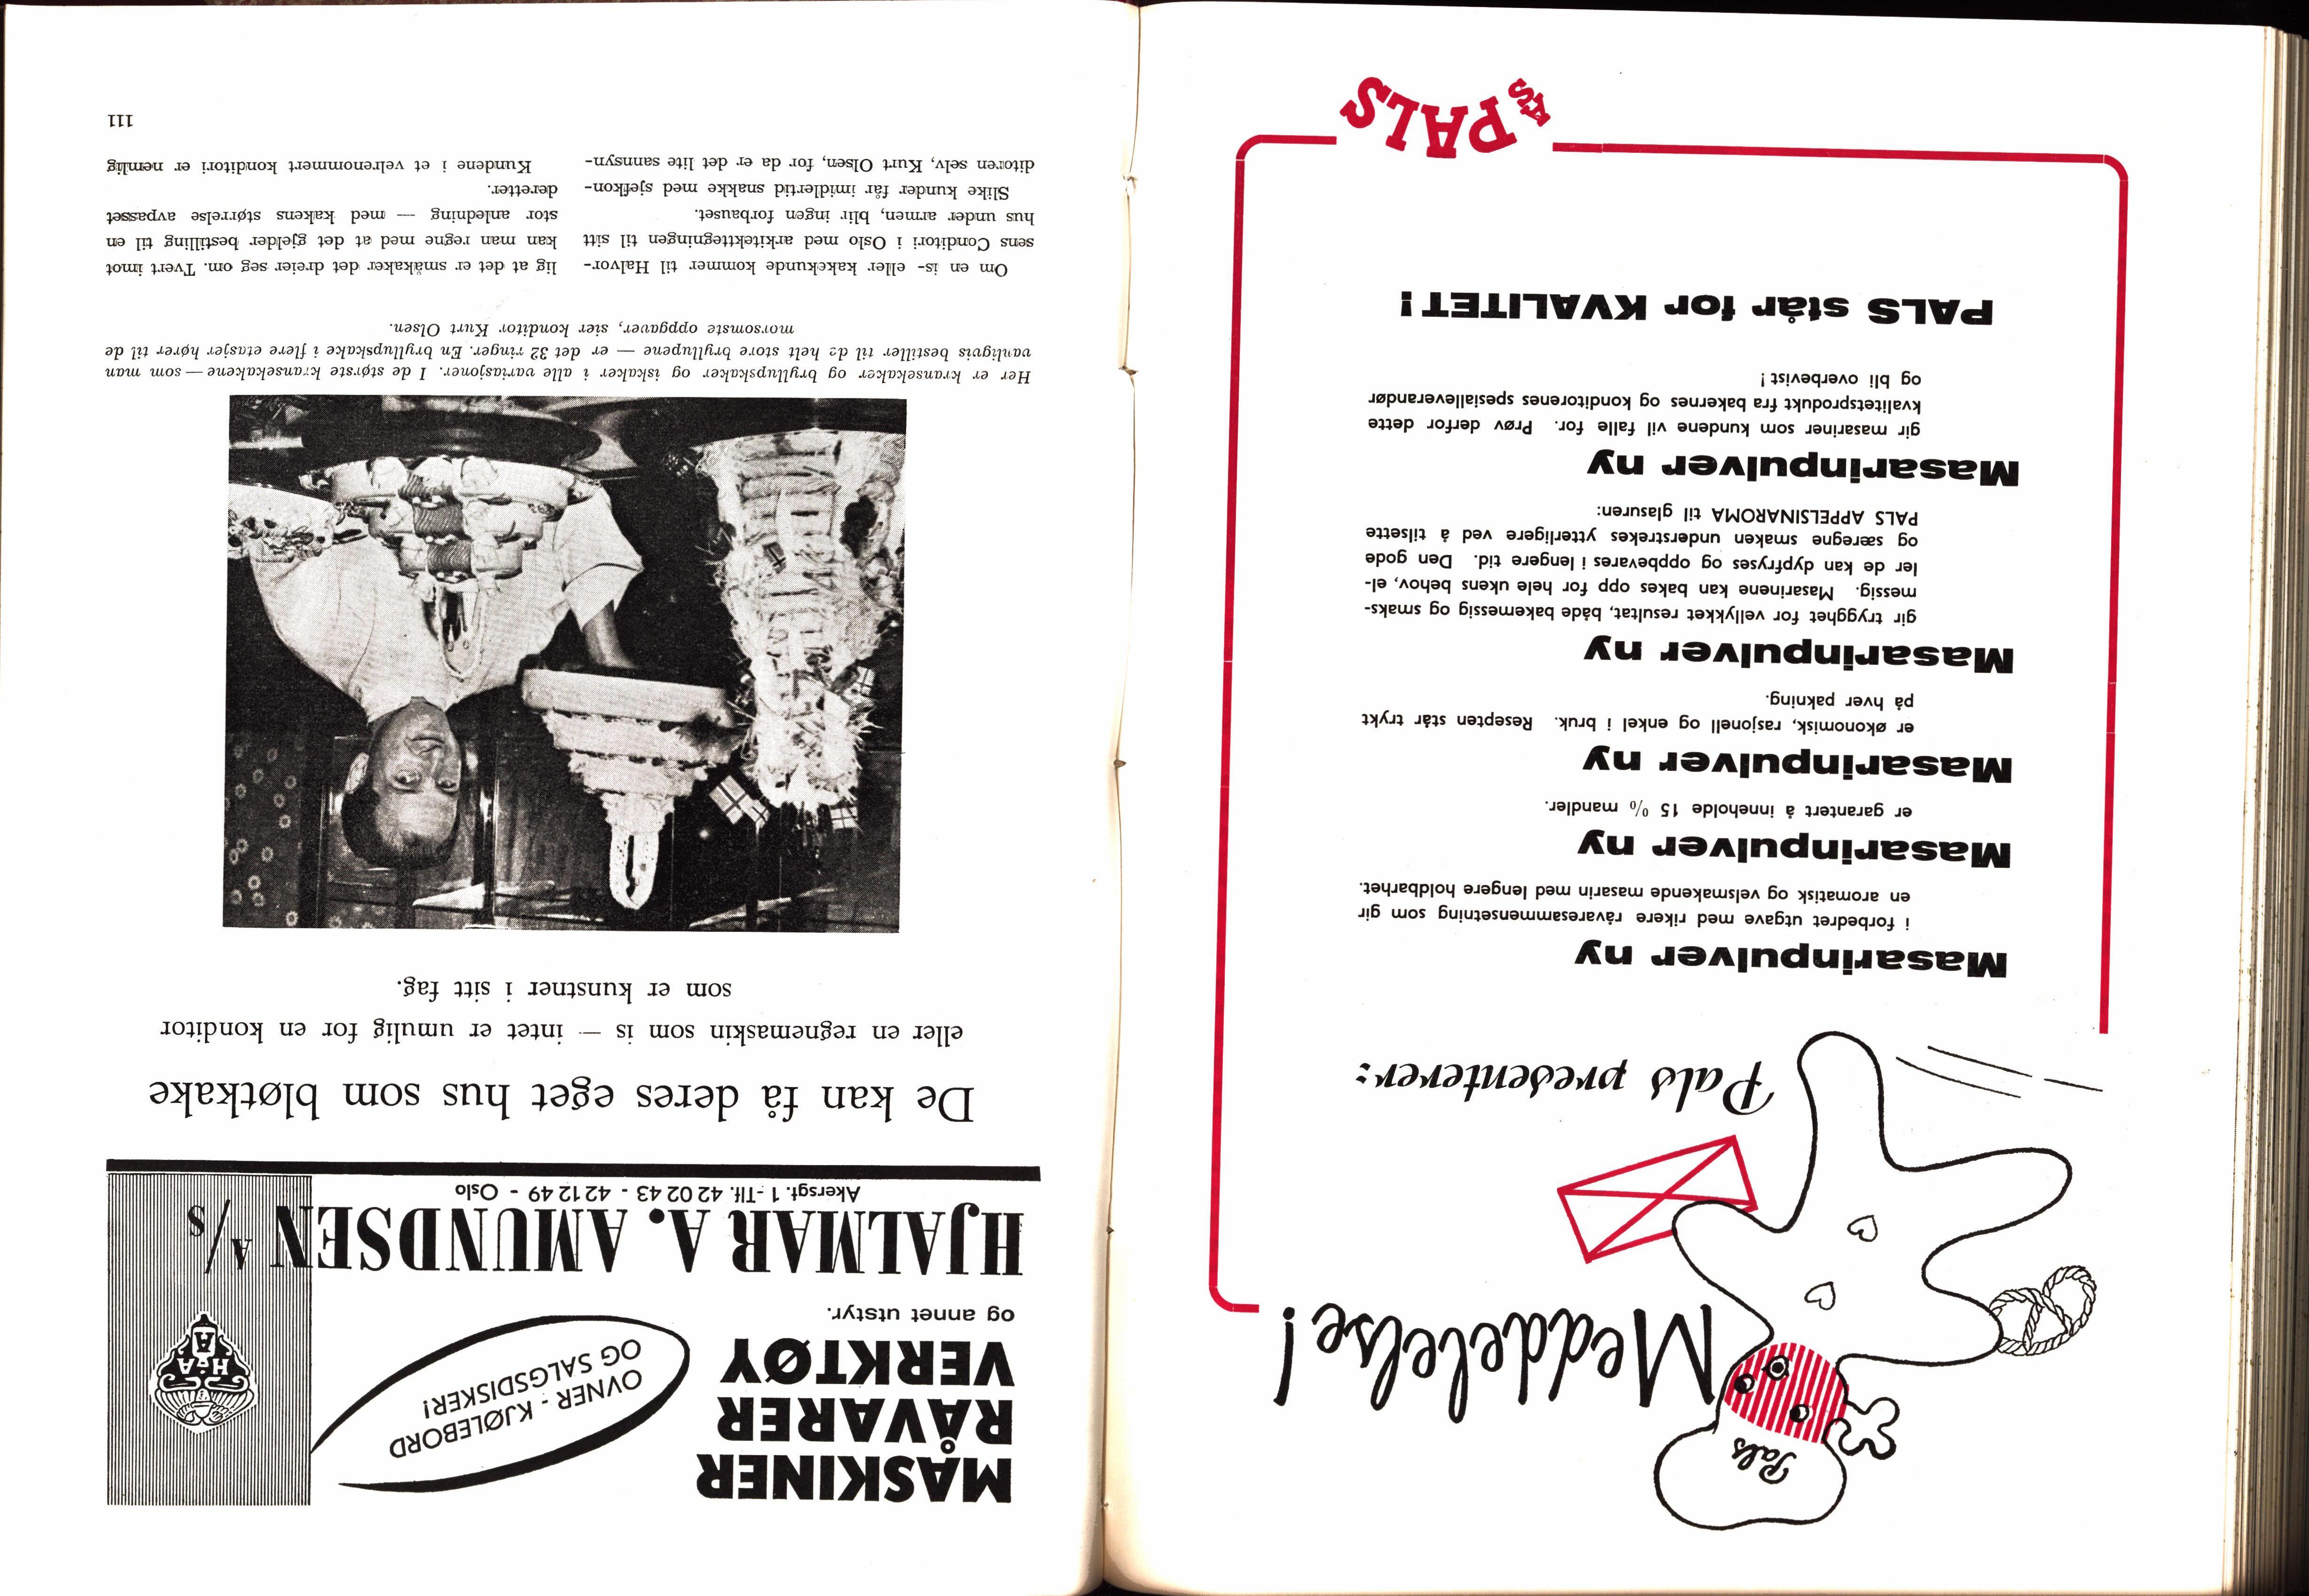 Pals
Meddelelse!
Pals presenterer:
Masarinpulver ny
i forbedret utgave med rikere råvaresammensetning som gir
en aromatisk og velsmakende masarin med lengere holdbarhet.
Masarinpulver ny
er garantert å inneholde 15 % mandler.
Masarinpulver ny
er økonomisk, rasjonell og enkel i bruk. Resepten står trykt
på hver pakning.
Masarinpulver ny
gir trygghet for vellykket resultat, både bakemessig og smaks-
messig. Masarinene kan bakes opp for hele ukens behov, el-
ler de kan dypfryses og oppbevares i lengere tid. Den gode
og særegne smaken understrekes ytterligere ved å tilsette
PALS APPELSINAROMA til glasuren:
Masarinpulver ny
gir masariner som kundene vil falle for. Prøv derfor dette
kvalitetsprodukt fra bakernes og konditorenes spesialleverandør
og bli overbevist!
PALS står for KVALITET!
A/S PALS
MASKINER
RÅVARER
VERKTØY
og annet utstyr.
OVNER - KJØLEBORD
OG SALGSDISKER!
HAA
HJALMAR A. AMUNDSEN A/S
Akersgt. 1 - Tlf. 42 02 43 - 42 12 49 - Oslo
De kan få deres eget hus som bløtkake
eller en regnemaskin som is — intet er umulig for en konditor
som er kunstner i sitt fag.
Her er kransekaker og bryllupskaker og iskaker i alle variasjoner. I de største kransekakene — som man
vanligvis bestiller til de helt store bryllupene — er det 32 ringer. En bryllupskake i flere etasjer hører til de
morsomste oppgaver, sier konditor Kurt Olsen.
Om en is- eller kakekunde kommer til Halvor-
sens Conditori i Oslo med arkitekttegningen til sitt
hus under armen, blir ingen forbauset.
Slike kunder får imidlertid snakke med sjefkon-
ditoren selv, Kurt Olsen, for da er det lite sannsyn-
lig at det er småkaker det dreier seg om. Tvert imot
kan man regne med at det gjelder bestilling til en
stor anledning — med kakens størrelse avpasset
deretter.
Kundene i et velrenommert konditori er nemlig
111